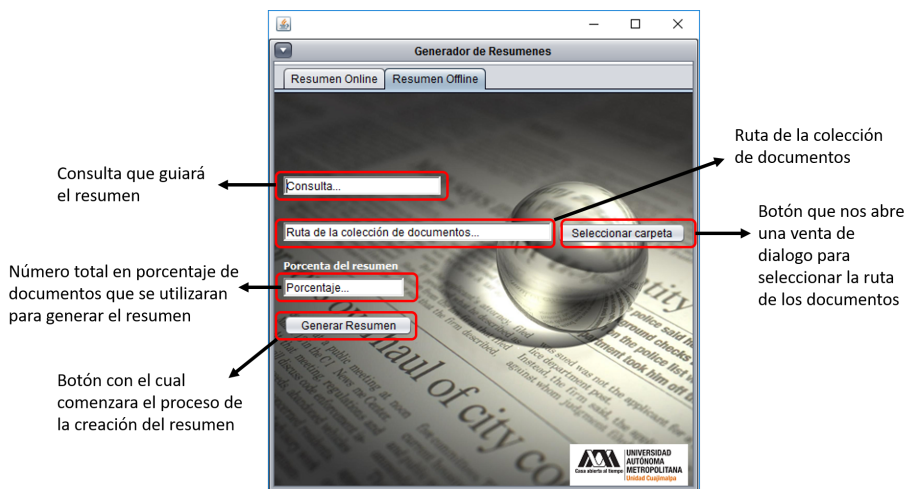 Generador de Resumenes
Resumen Online
Resumen Offline
Consulta que guiará
el resumen
Consulta...
Ruta de la colección
de documentos
Ruta de la colección de documentos...
Seleccionar carpeta
Botón que nos abre
una venta de
dialogo para
seleccionar la ruta
de los documentos
Número total en porcentaje de
documentos que se utilizaran
para generar el resumen
Porcenta del resumen
Porcentaje...
Generar Resumen
Botón con el cual
comenzara el proceso de
la creación del resumen
haul of city
Casa abierta al tiempo
UNIVERSIDAD
AUTÓNOMA
METROPOLITANA
Unidad Cuajimalpa